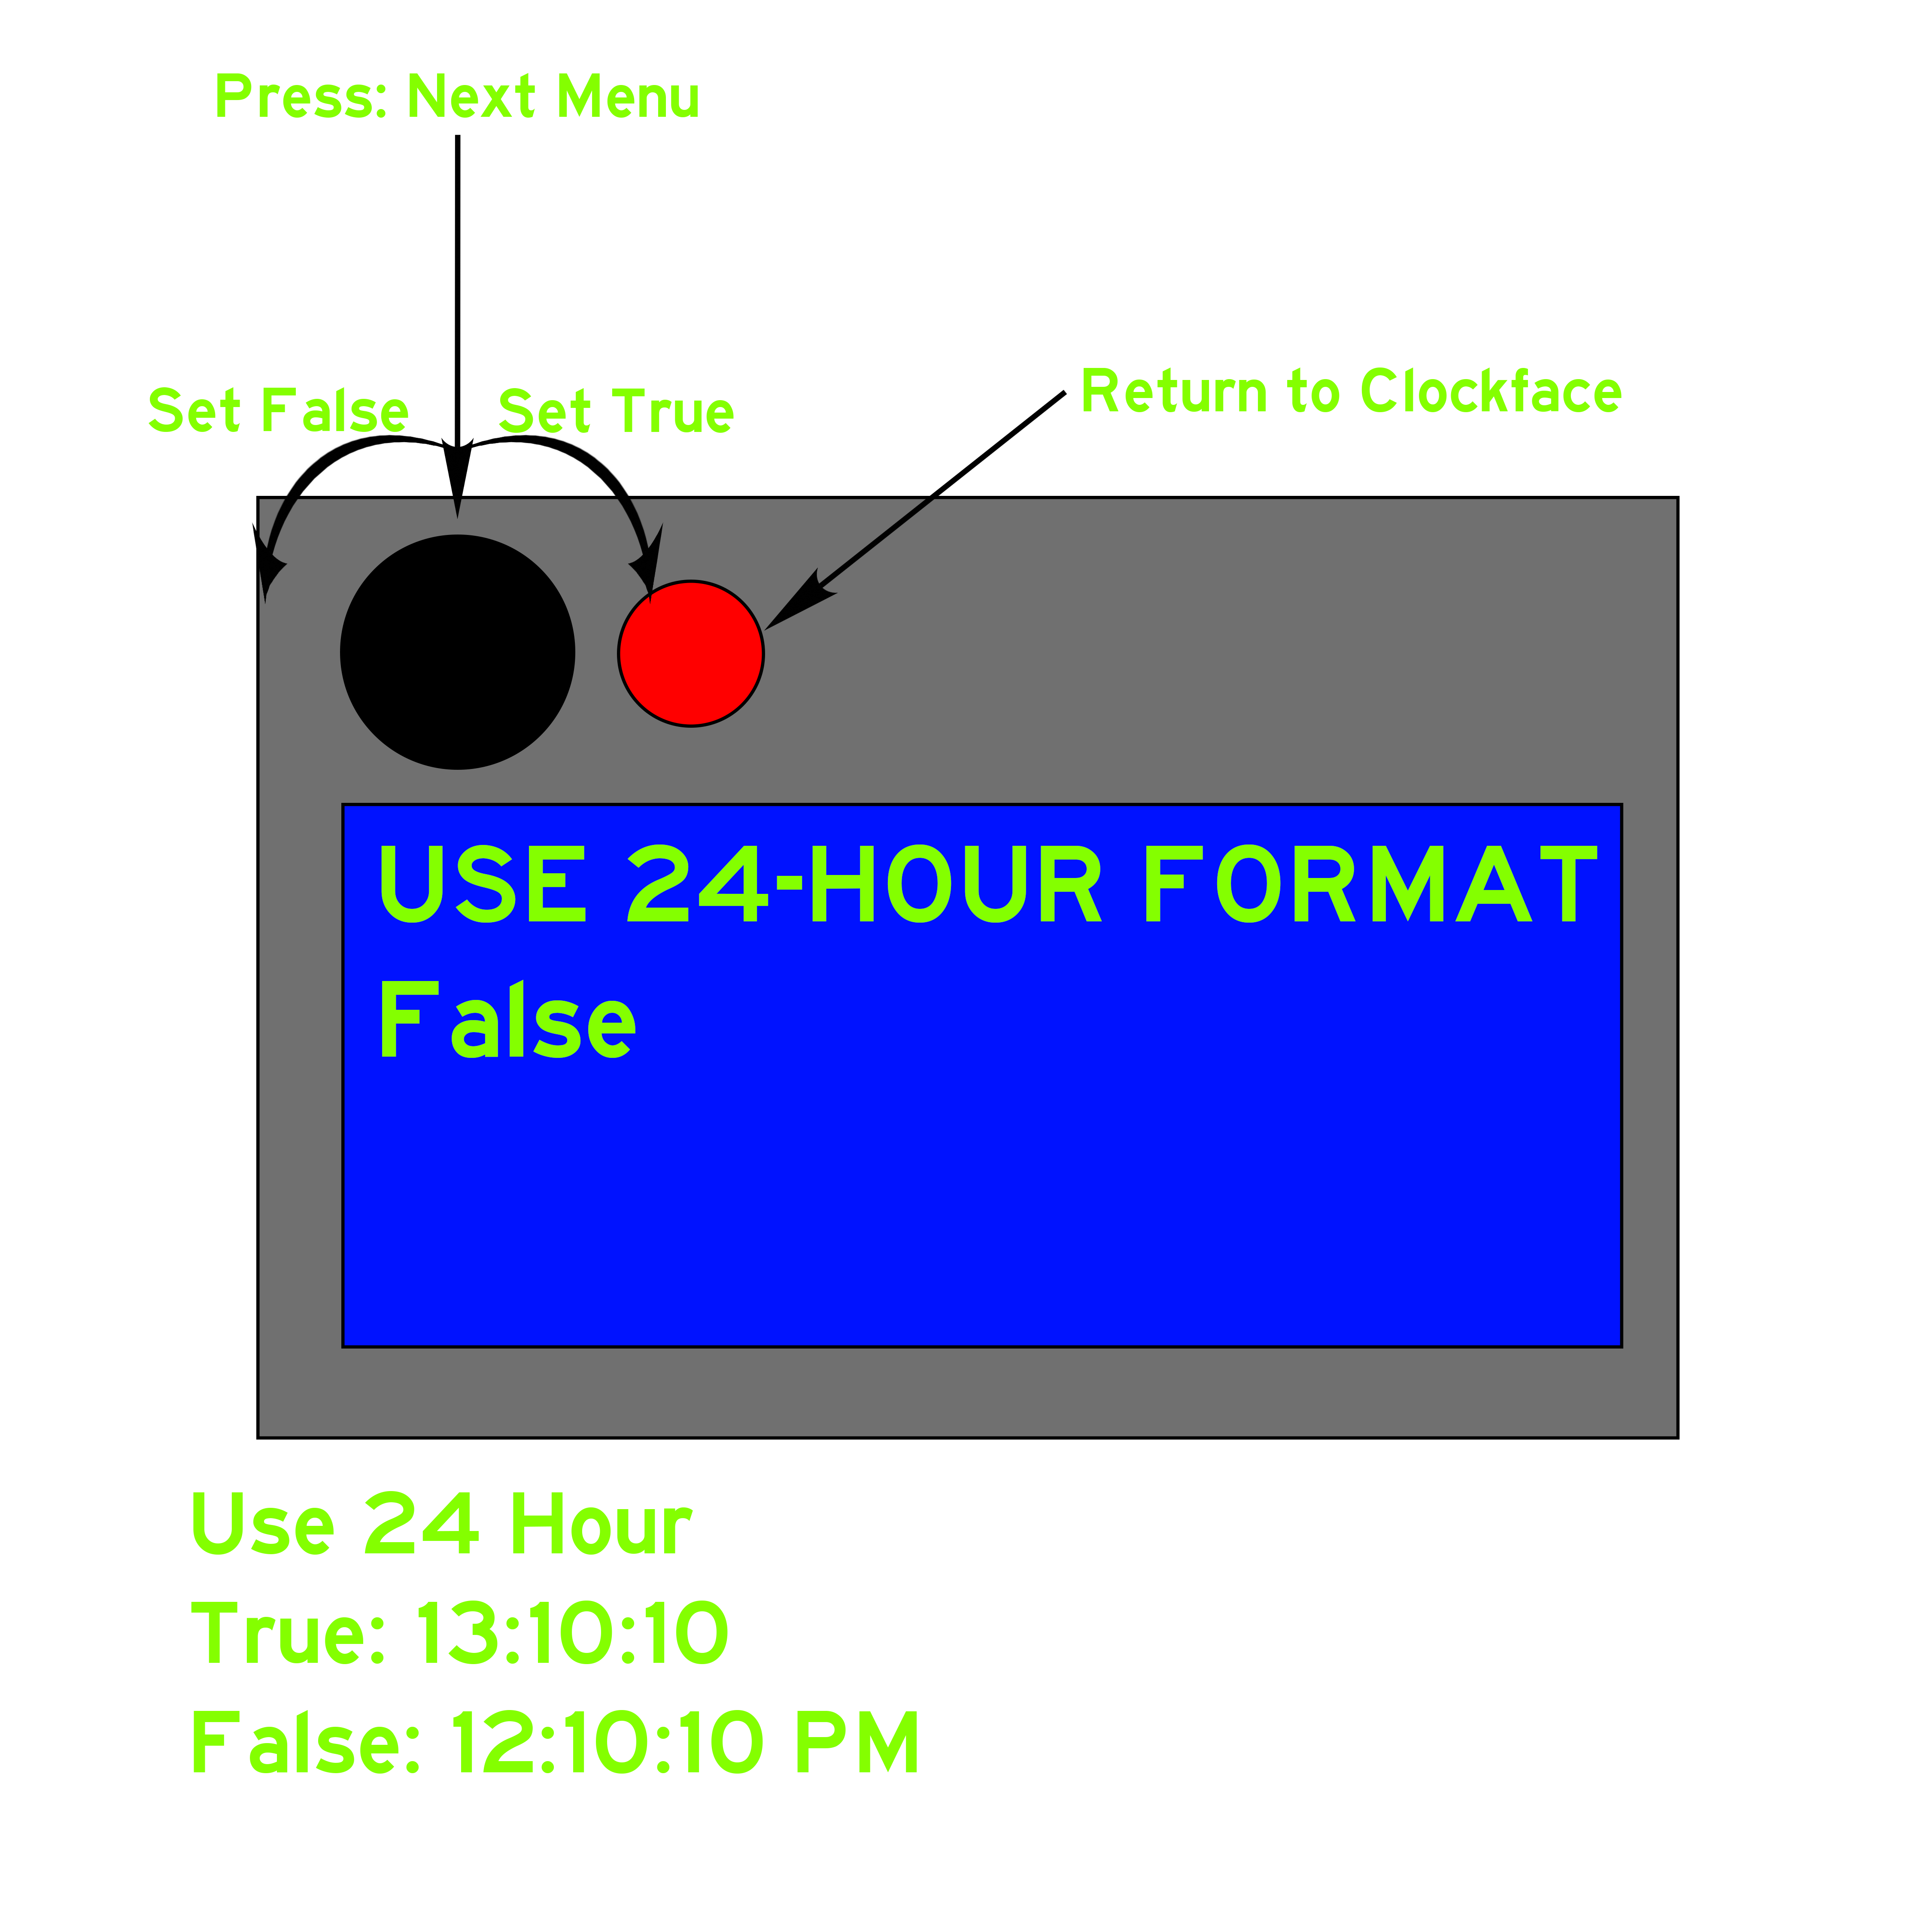 Press: Next Menu
Set False
Set True
Return to Clockface
USE 24-HOUR FORMAT
False
Use 24 Hour
True: 13:10:10
False: 12:10:10 PM